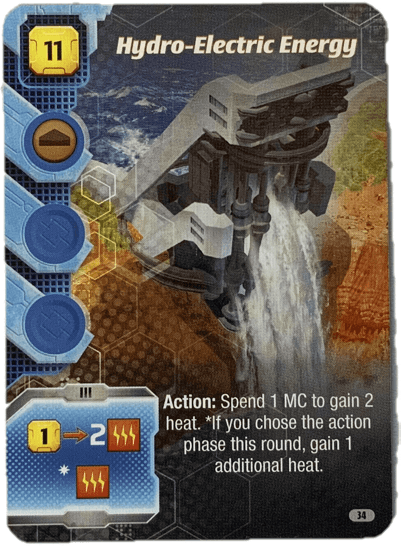 11
Hydro-Electric Energy
Action: Spend 1 MC to gain 2
heat. *If you chose the action
phase this round, gain 1
additional heat.
1 → 2
*
34